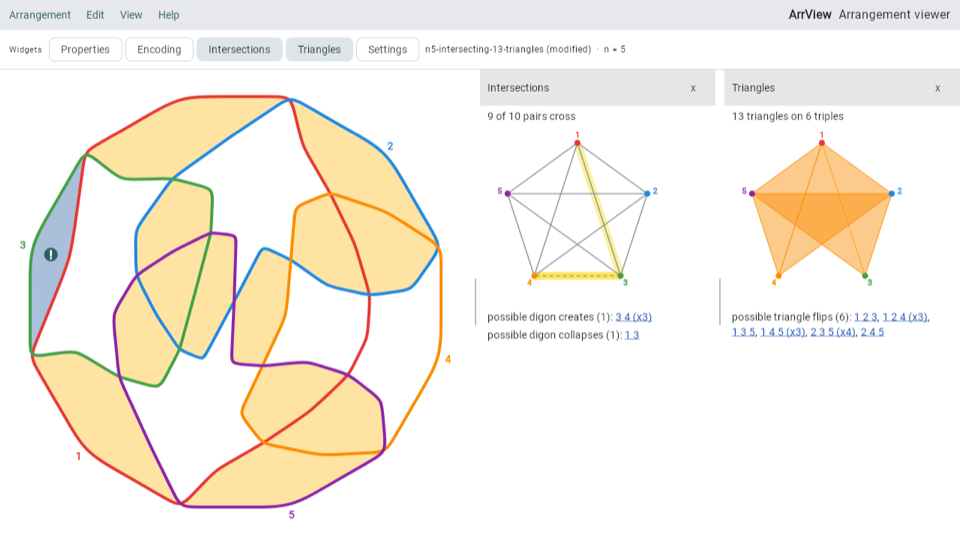 Arrangement Edit View Help ArrView Arrangement viewer
Widgets Properties Encoding Intersections Triangles Settings n5-intersecting-13-triangles (modified) · n = 5
Intersections x
Triangles x
9 of 10 pairs cross
13 triangles on 6 triples
1
1
2
5
2
5
2
3
4
3
4
3
possible digon creates (1): 3 4 (x3)
possible digon collapses (1): 1 3
possible triangle flips (6): 1 2 3, 1 2 4 (x3),
1 3 5, 1 4 5 (x3), 2 3 5 (x4), 2 4 5
!
4
1
5